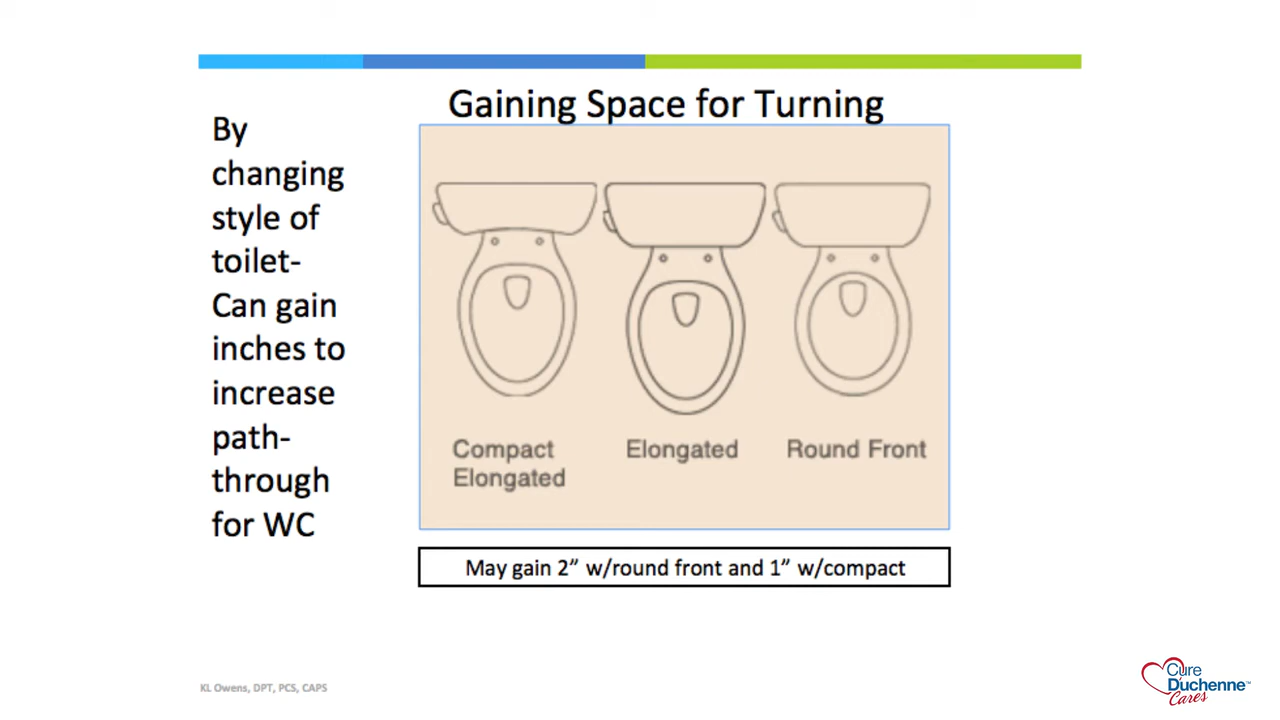 Gaining Space for Turning
By
changing
style of
toilet-
Can gain
inches to
increase
path-
through
for WC
Compact
Elongated
Elongated
Round Front
May gain 2” w/round front and 1” w/compact
KL Owens, DPT, PCS, CAPS
Cure
Duchenne™
Cares